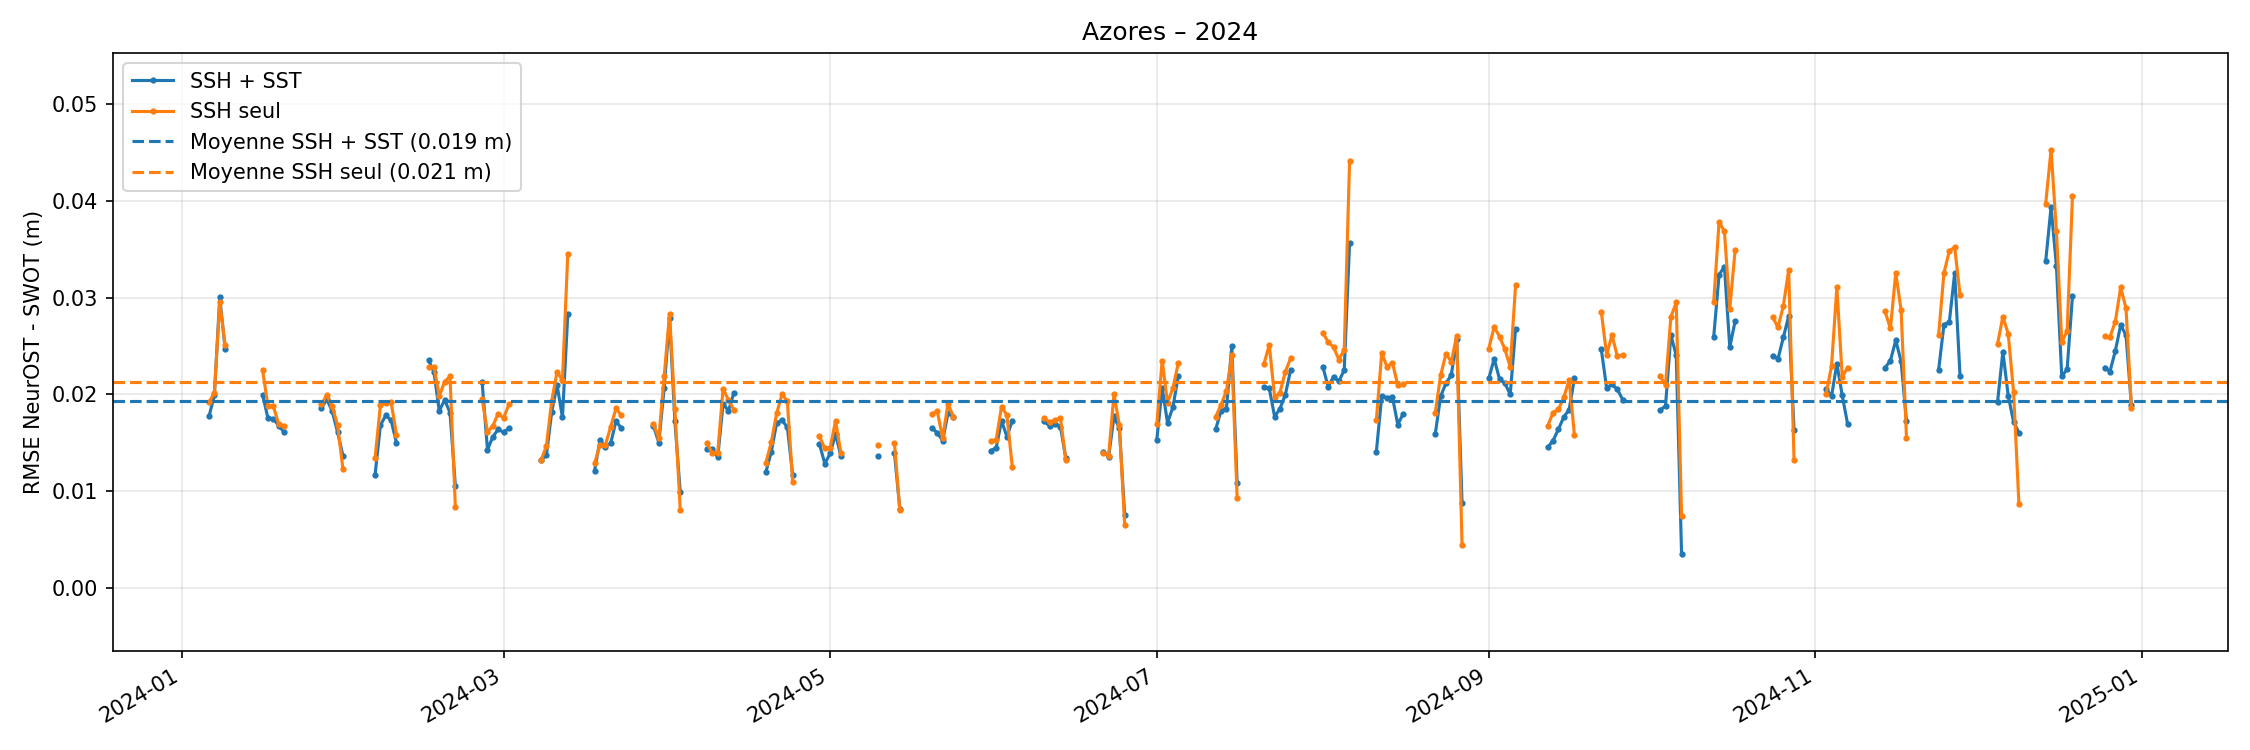 Azores – 2024
SSH + SST
SSH seul
Moyenne SSH + SST (0.019 m)
Moyenne SSH seul (0.021 m)
RMSE NeurOST - SWOT (m)
0.05
0.04
0.03
0.02
0.01
0.00
2024-01
2024-03
2024-05
2024-07
2024-09
2024-11
2025-01